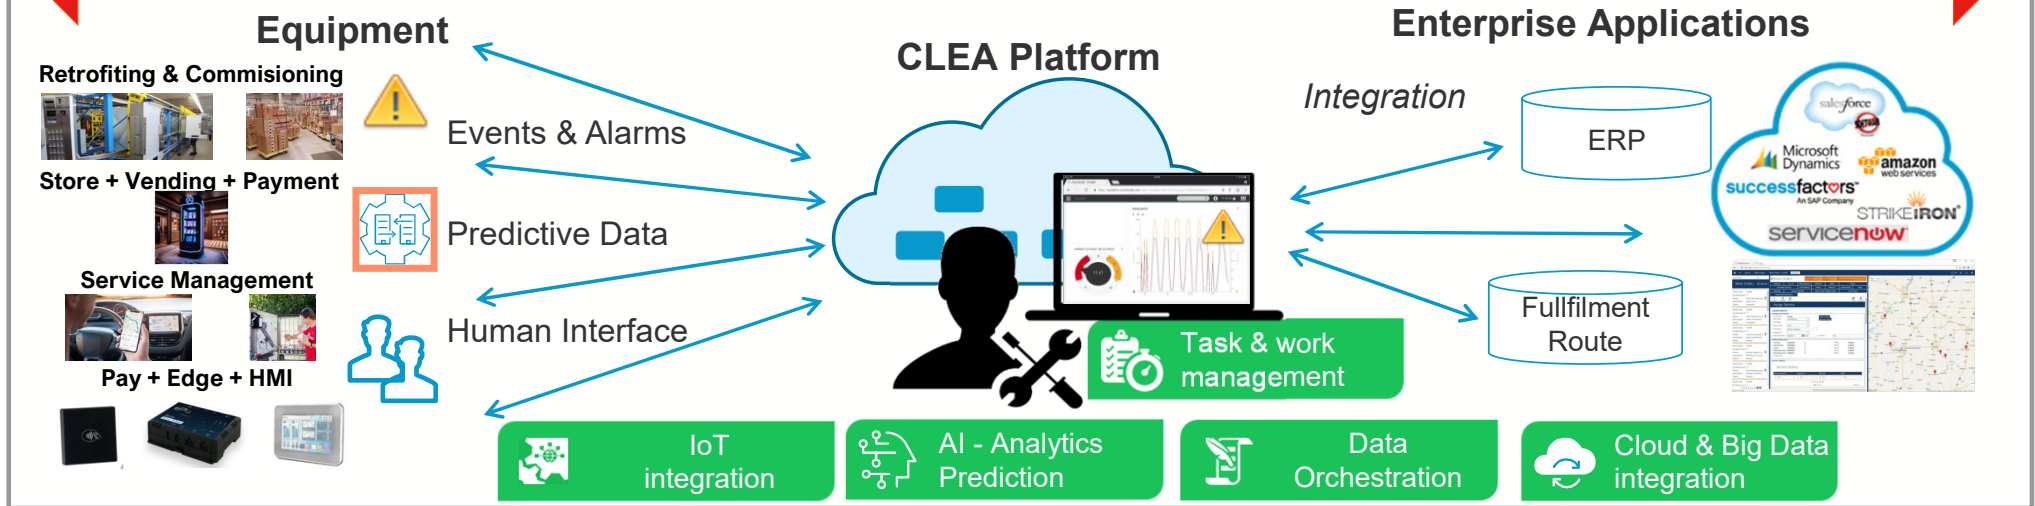 Equipment
Retrofiting & Commisioning
Store + Vending + Payment
Service Management
Pay + Edge + HMI
Events & Alarms
Predictive Data
Human Interface
CLEA Platform
Task & work
management
IoT
integration
AI - Analytics
Prediction
Data
Orchestration
Cloud & Big Data
integration
Enterprise Applications
Integration
ERP
Fullfilment
Route
salesforce
Microsoft
Dynamics
amazon
web services
successfactors™
An SAP Company
STRIKEIRON®
servicenow